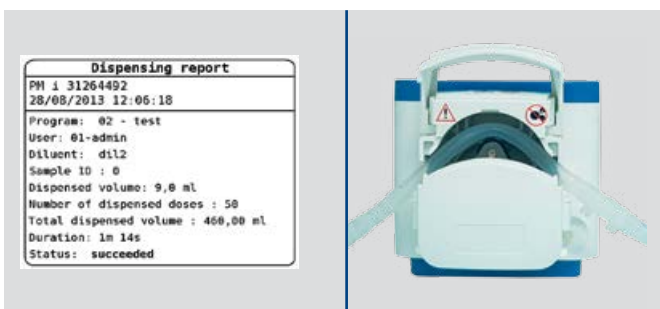 Dispensing report
PM i 31264492
28/08/2013 12:06:18
Program: 02 - test
User: 01-admin
Diluent: dil2
Sample ID : 0
Dispensed volume: 9,0 ml
Number of dispensed doses : 50
Total dispensed volume : 460,00 ml
Duration: 1m 14s
Status: succeeded